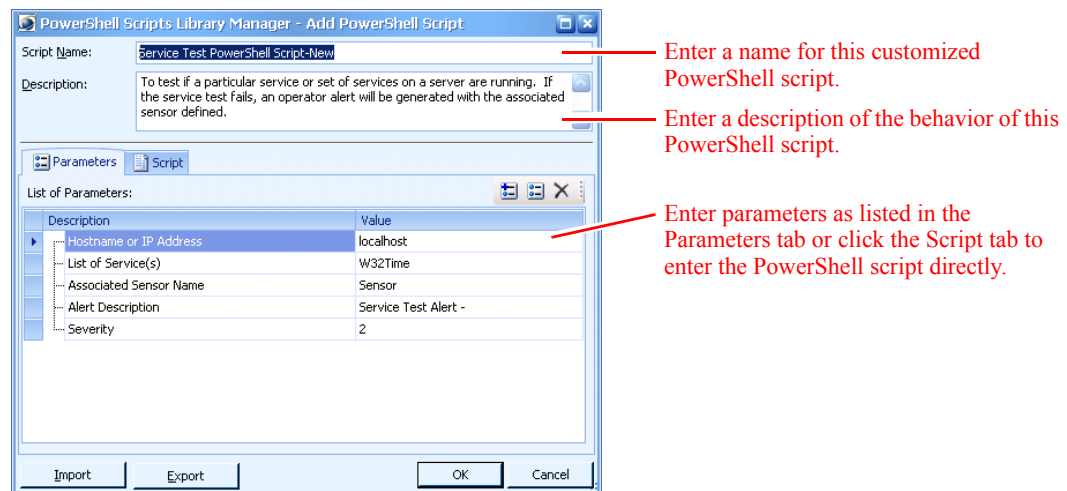 PowerShell Scripts Library Manager - Add PowerShell Script
Script Name:
Service Test PowerShell Script-New
Enter a name for this customized
PowerShell script.
Description:
To test if a particular service or set of services on a server are running. If
the service test fails, an operator alert will be generated with the associated
sensor defined.
Enter a description of the behavior of this
PowerShell script.
Parameters
Script
List of Parameters:
Description
Value
Hostname or IP Address
localhost
List of Service(s)
W32Time
Associated Sensor Name
Sensor
Alert Description
Service Test Alert -
Severity
2
Enter parameters as listed in the
Parameters tab or click the Script tab to
enter the PowerShell script directly.
Import
Export
OK
Cancel